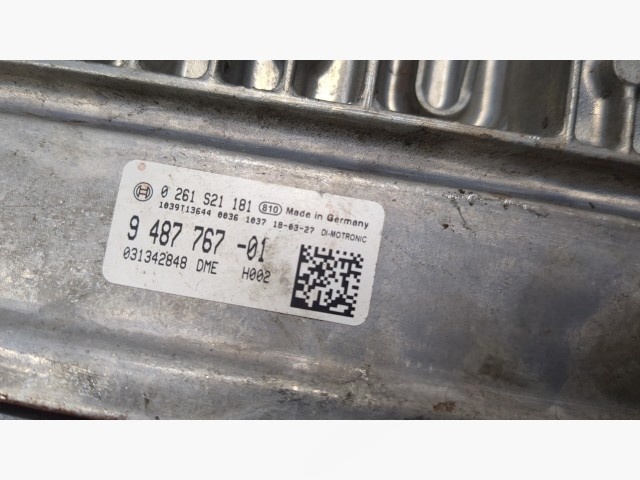 0 261 S21 181 810 Made in Germany
1039T13644 0036 1037 18-03-27 DI-MOTRONIC
9 487 767 -01
031342848 DME H002